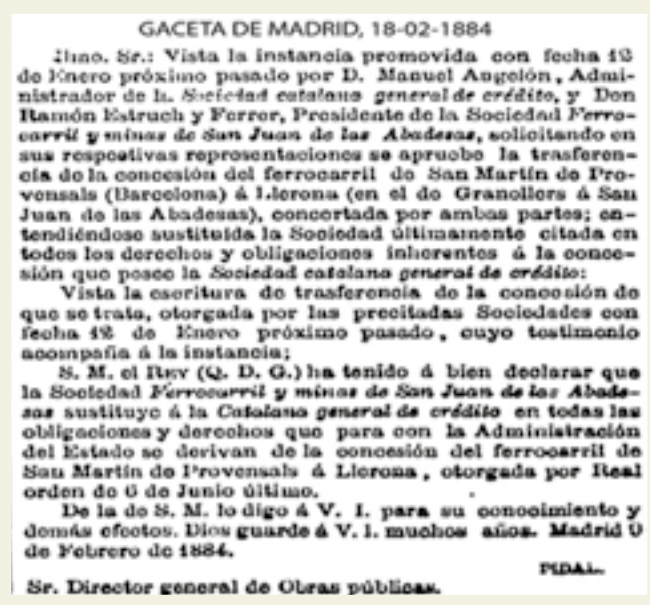 GACETA DE MADRID, 18-02-1884
Ilmo. Sr.: Vista la instancia promovida con fecha 12
de Enero próximo pasado por D. Manuel Angelón, Admi-
nistrador de la Sociedad catalana general de crédito, y Don
Ramón Estruch y Ferrer, Presidente de la Sociedad Ferro-
carril y minas de San Juan de las Abadesas, solicitando en
sus respectivas representaciones se apruebe la trasferen-
cia de la concesión del ferrocarril de San Martín de Pro-
vensals (Barcelona) á Llerona (en el de Granollers á San
Juan de las Abadesas), concertada por ambas partes; en-
tendiéndose sustituída la Sociedad últimamente citada en
todos los derechos y obligaciones inherentes á la conce-
sión que posee la Sociedad catalana general de crédito:
Vista la escritura de trasferencia de la concesión de
que se trata, otorgada por las precitadas Sociedades con
fecha 12 de Enero próximo pasado, cuyo testimonio
acompaña á la instancia;
S. M. el REY (Q. D. G.) ha tenido á bien declarar que
la Sociedad Ferrocarril y minas de San Juan de las Abade-
sas sustituye á la Catalana general de crédito en todas las
obligaciones y derechos que para con la Administración
del Estado se derivan de la concesión del ferrocarril de
San Martín de Provensals á Llerona, otorgada por Real
orden de 6 de Junio último.
De la de S. M. lo digo á V. I. para su conocimiento y
demás efectos. Dios guarde á V. I. muchos años. Madrid 9
de Febrero de 1884.
PIDAL.
Sr. Director general de Obras públicas.